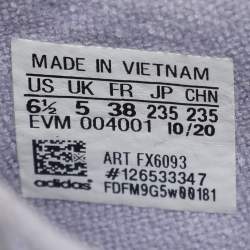 MADE IN VIETNAM
US UK FR JP CHN
6½ 5 38 235 235
EVM 004001 10/20
ART FX6093
#126533347
adidas FDFM9G5w00181